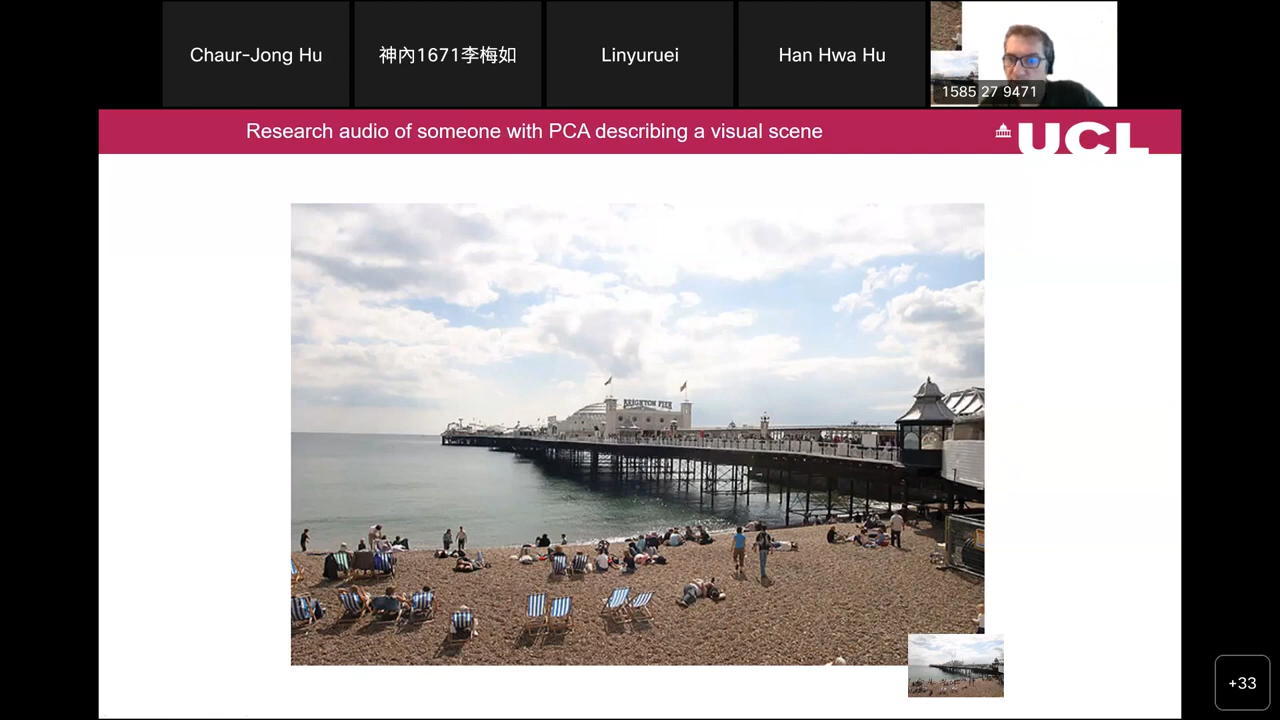 Chaur-Jong Hu
神內1671李梅如
Linyuruei
Han Hwa Hu
1585 27 9471
Research audio of someone with PCA describing a visual scene
UCL
BRIGHTON PIER
+33